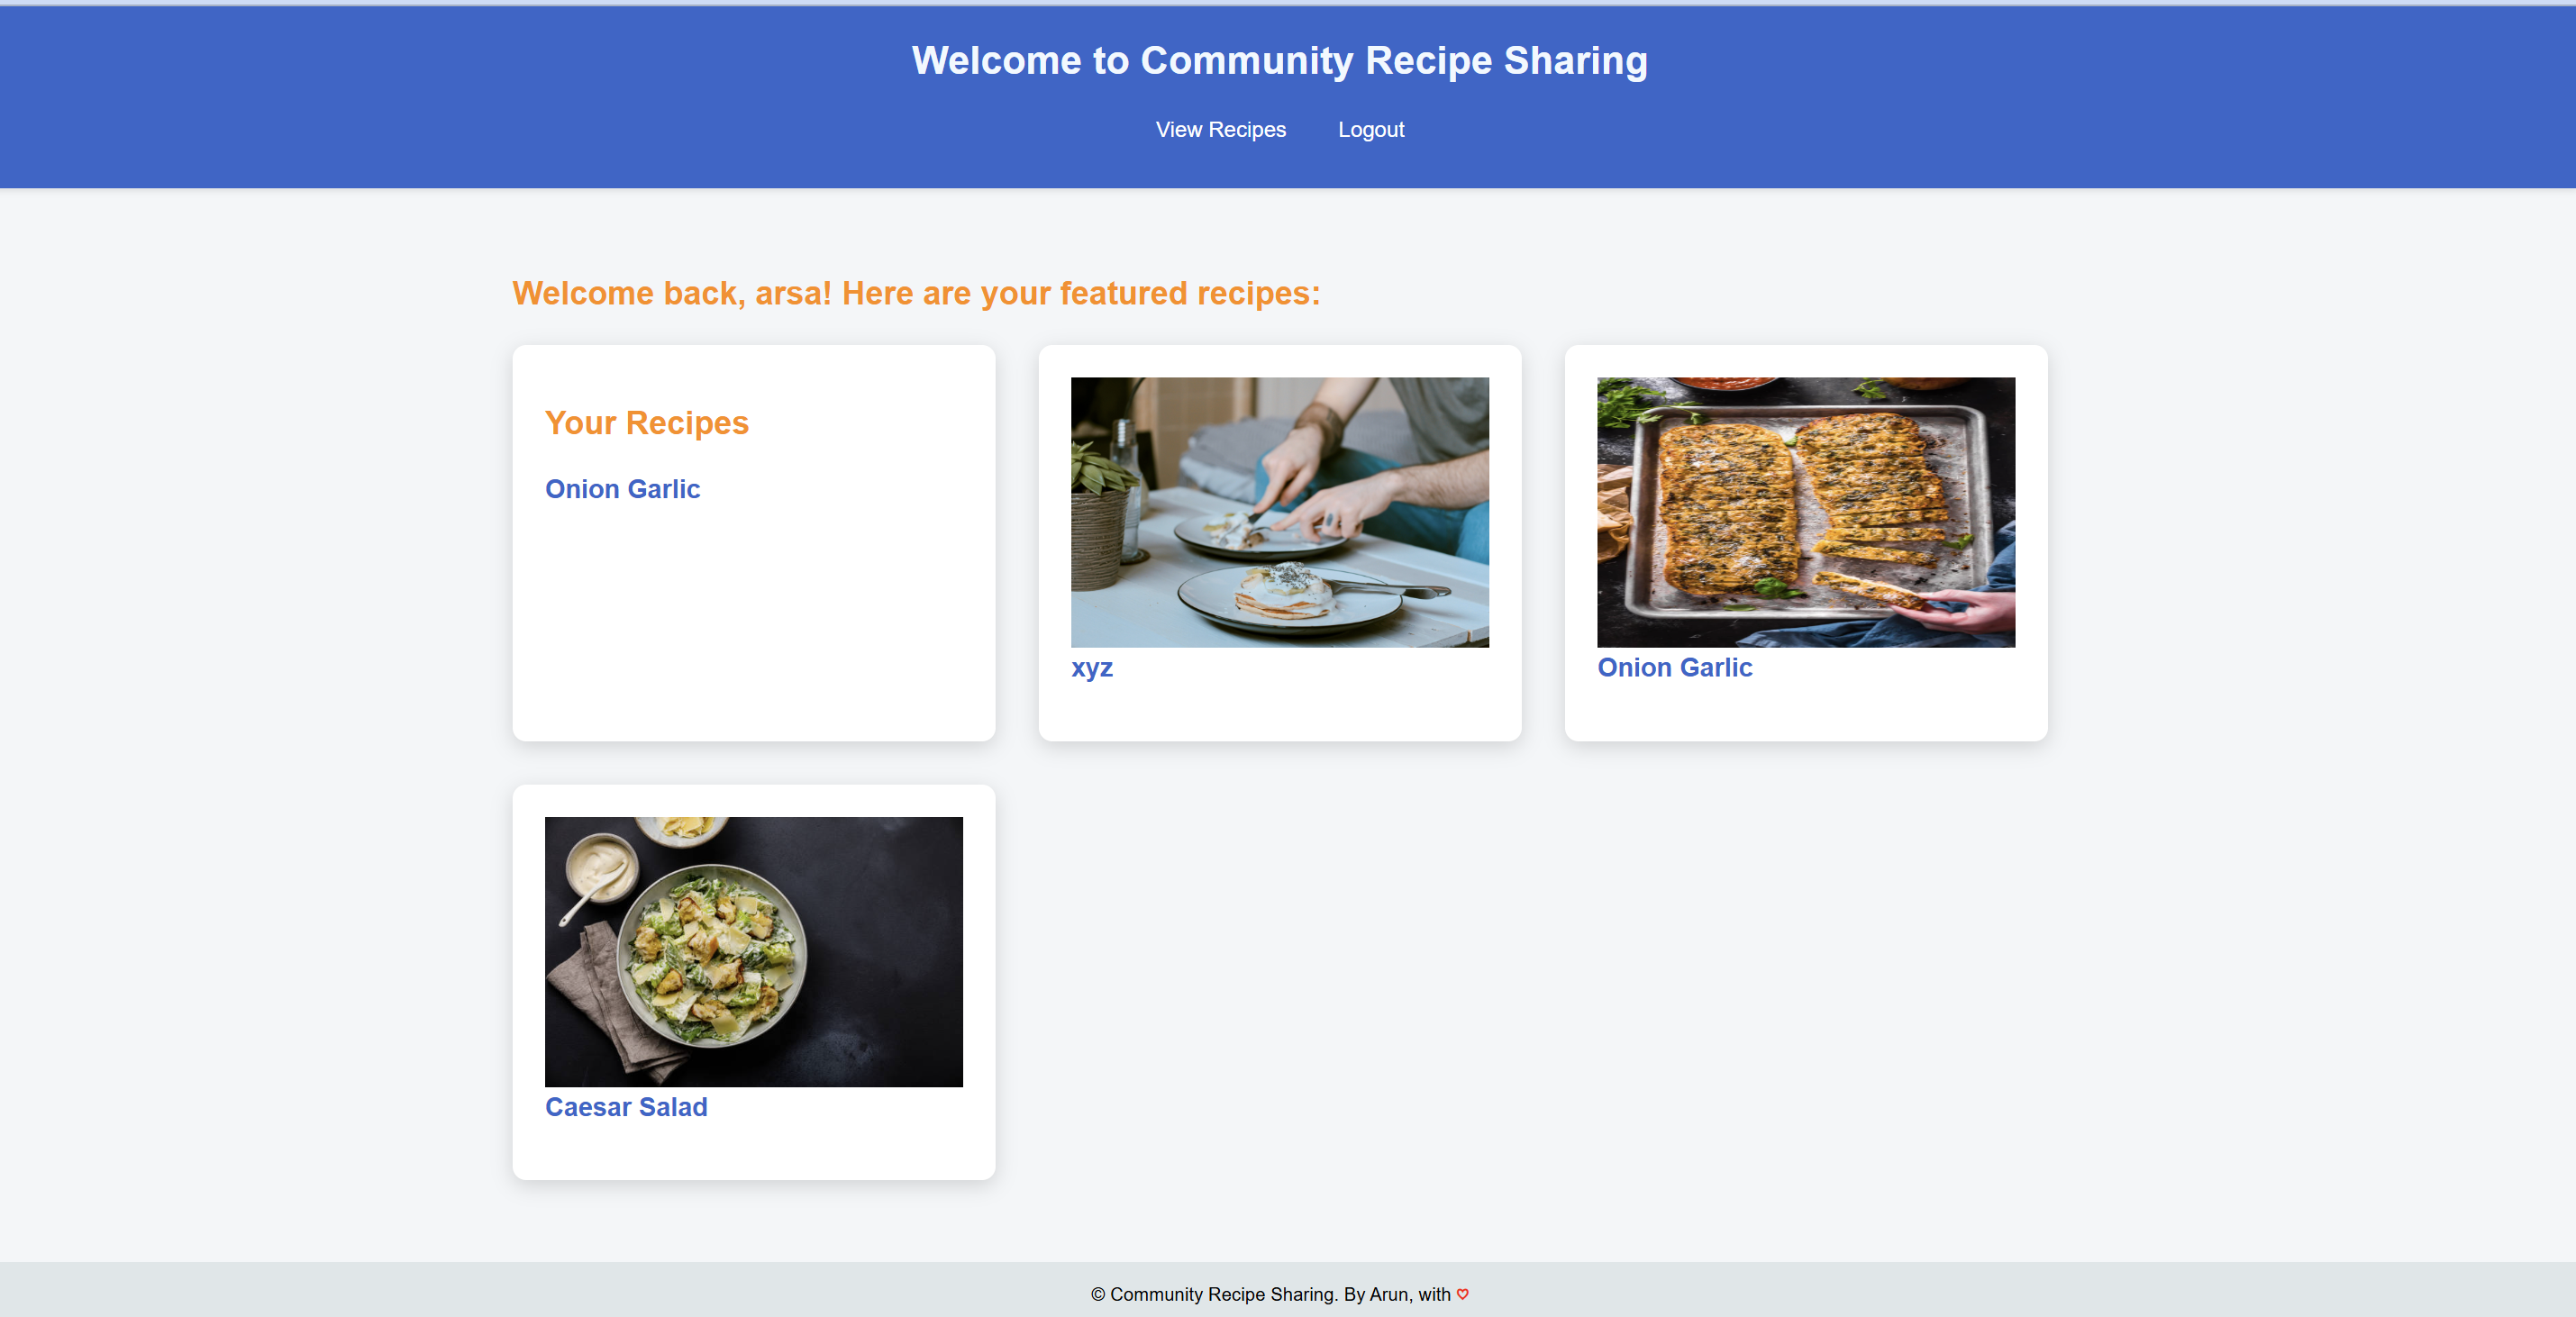 Welcome to Community Recipe Sharing
View Recipes Logout
Welcome back, arsa! Here are your featured recipes:
Your Recipes
Onion Garlic
xyz
Onion Garlic
Caesar Salad
© Community Recipe Sharing. By Arun, with ♡